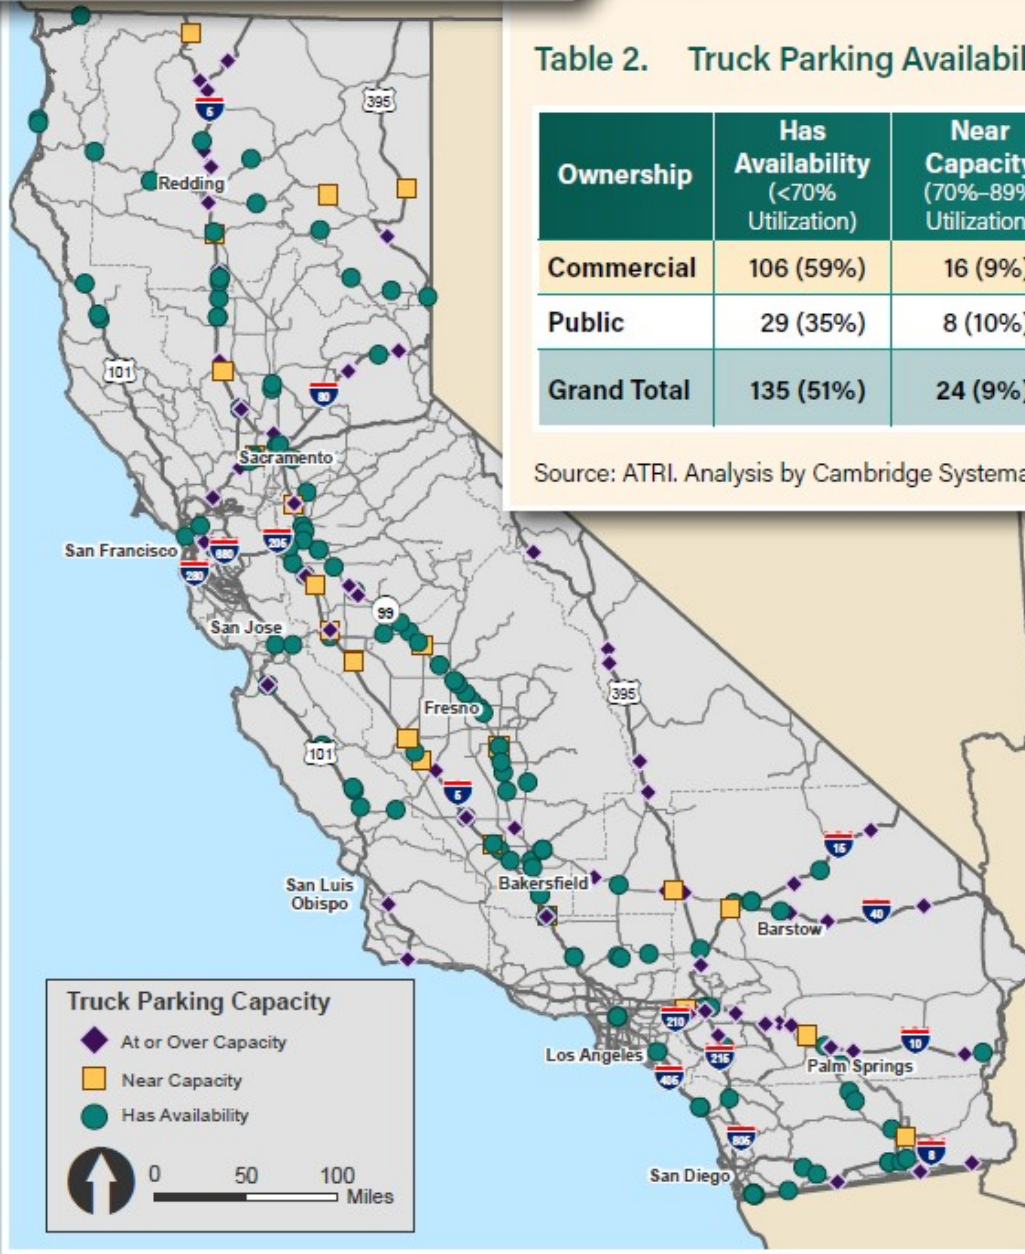 Table 2. Truck Parking Availabil
Ownership
Has
Availability
(<70%
Utilization)
Near
Capacity
(70%–89%
Utilization
Commercial 106 (59%) 16 (9%)
Public 29 (35%) 8 (10%)
Grand Total 135 (51%) 24 (9%)
Source: ATRI. Analysis by Cambridge Systema
5
395
Redding
101
80
Sacramento
San Francisco
680
205
280
San Jose
99
395
Fresno
101
5
15
San Luis
Obispo
Bakersfield
40
Barstow
210
Los Angeles
215
10
405
Palm Springs
805
8
San Diego
Truck Parking Capacity
At or Over Capacity
Near Capacity
Has Availability
0 50 100
Miles